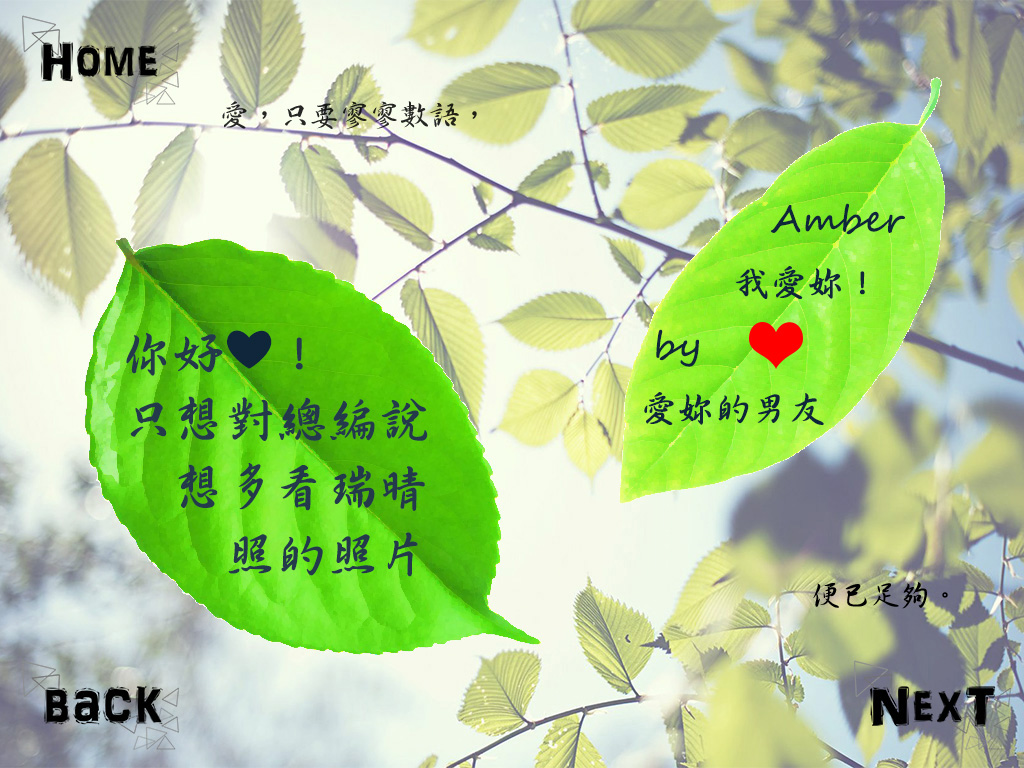 HOME
愛，只要寥寥數語，
你好♥！
只想對總編說
想多看瑞晴
照的照片
Amber
我愛妳！
by ♥
愛妳的男友
便已足夠。
BACK
NEXT